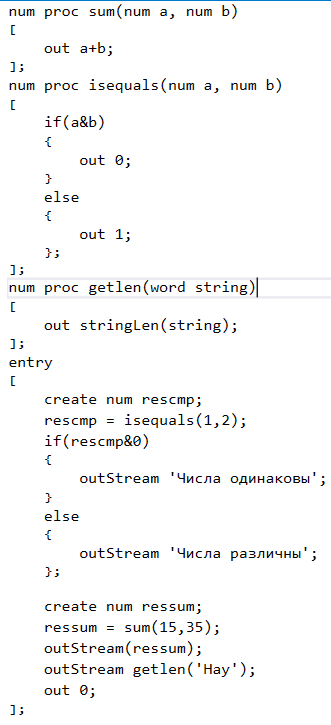 num proc sum(num a, num b)
[
    out a+b;
];
num proc isequals(num a, num b)
[
    if(a&b)
    {
        out 0;
    }
    else
    {
        out 1;
    };
];
num proc getlen(word string)
[
    out stringLen(string);
];
entry
[
    create num rescmp;
    rescmp = isequals(1,2);
    if(rescmp&0)
    {
        outStream 'Числа одинаковы';
    }
    else
    {
        outStream 'Числа различны';
    };

    create num ressum;
    ressum = sum(15,35);
    outStream(ressum);
    outStream getlen('Hay');
    out 0;
];